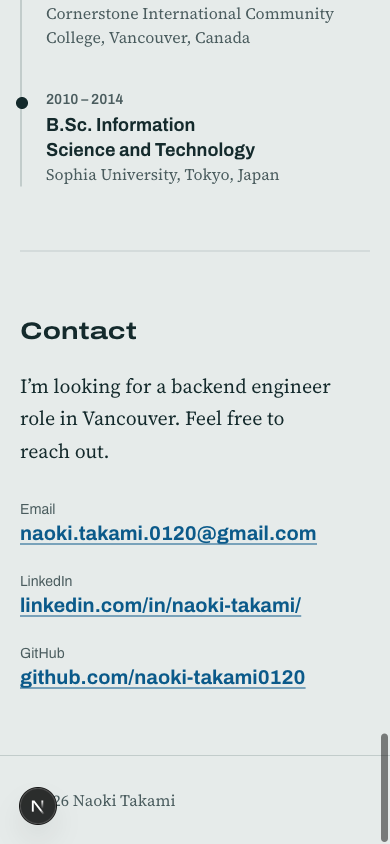 Cornerstone International Community
College, Vancouver, Canada
2010 – 2014
B.Sc. Information
Science and Technology
Sophia University, Tokyo, Japan
Contact
I’m looking for a backend engineer
role in Vancouver. Feel free to
reach out.
Email
naoki.takami.0120@gmail.com
LinkedIn
linkedin.com/in/naoki-takami/
GitHub
github.com/naoki-takami0120
N
26 Naoki Takami